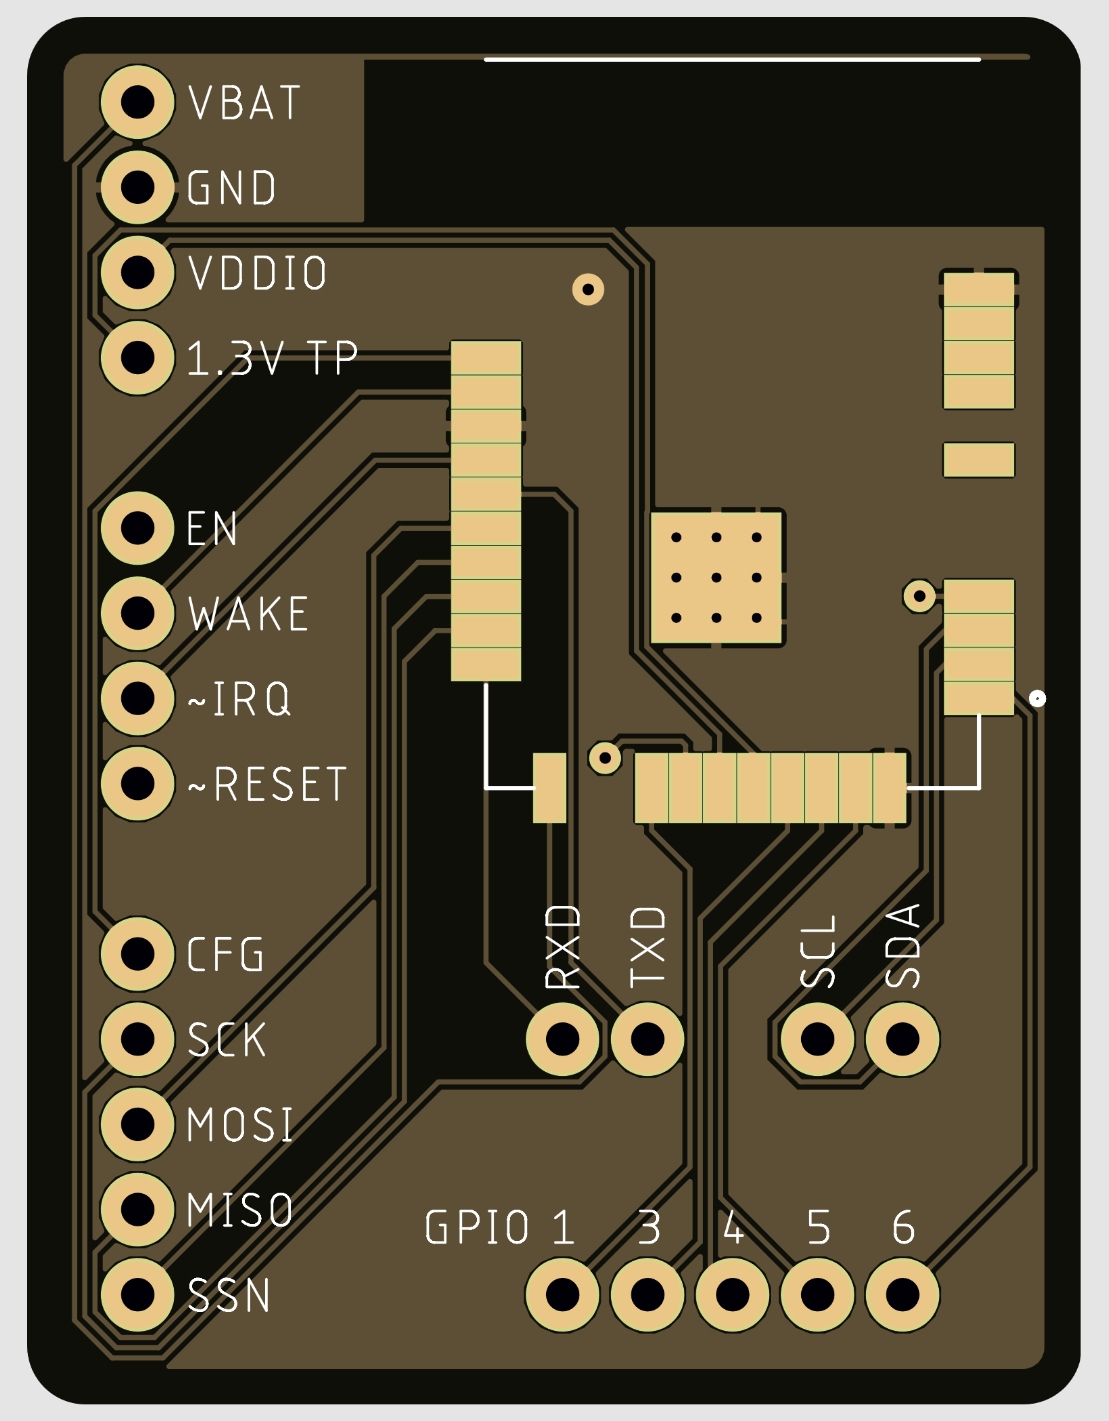 VBAT
GND
VDDIO
1.3V TP
EN
WAKE
~IRQ
~RESET
CFG
SCK
MOSI
MISO
SSN
RXD
TXD
SCL
SDA
GPIO 1 3 4 5 6